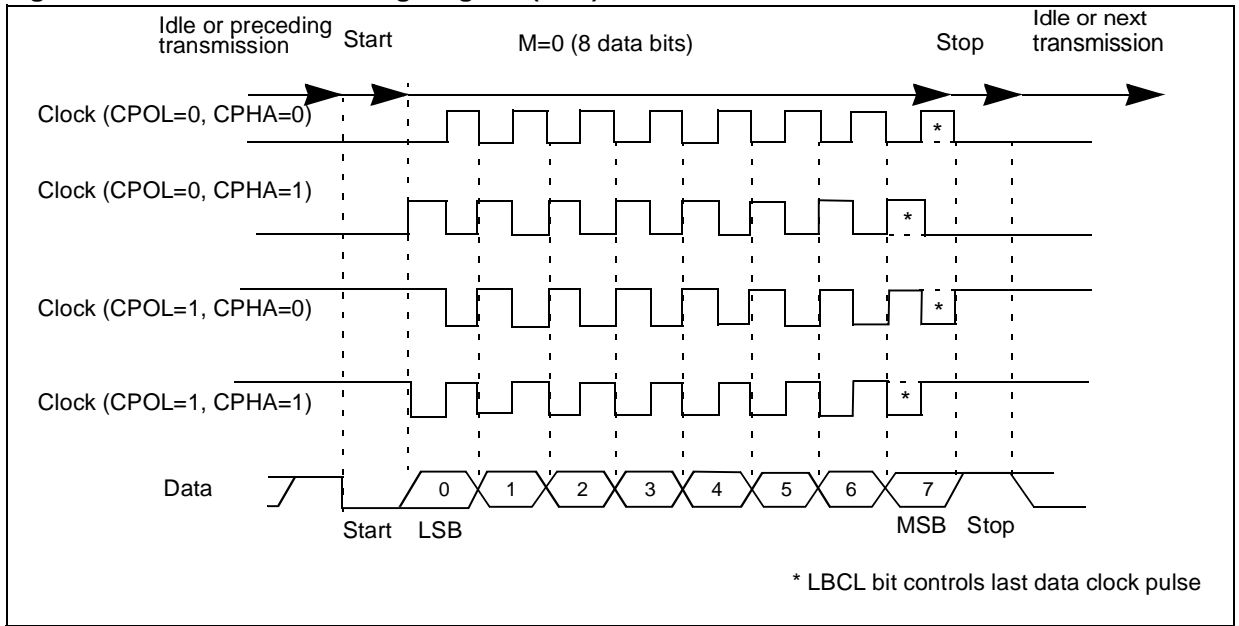 Idle or preceding
transmission
Start
M=0 (8 data bits)
Stop
Idle or next
transmission
Clock (CPOL=0, CPHA=0)
*
Clock (CPOL=0, CPHA=1)
*
Clock (CPOL=1, CPHA=0)
*
Clock (CPOL=1, CPHA=1)
*
Data
0 1 2 3 4 5 6 7
Start LSB MSB Stop
* LBCL bit controls last data clock pulse